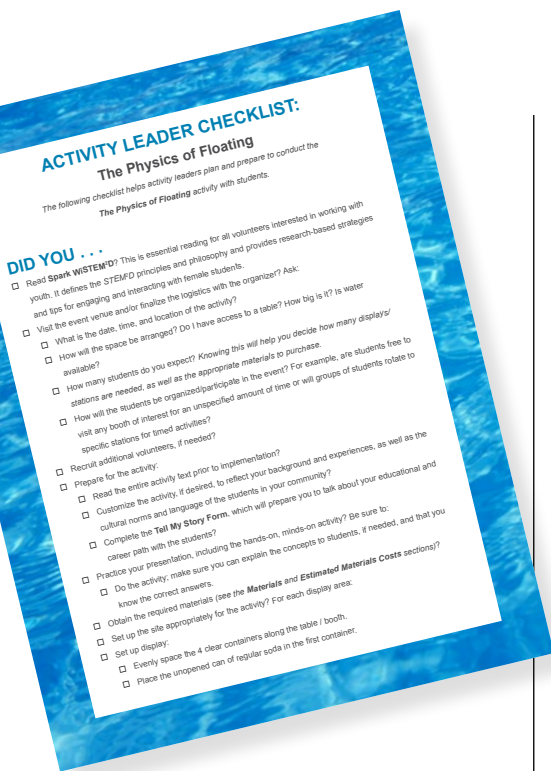 ACTIVITY LEADER CHECKLIST:
The Physics of Floating
The following checklist helps activity leaders plan and prepare to conduct the
The Physics of Floating activity with students.
DID YOU . . .
Read Spark WiSTEM²D? This is essential reading for all volunteers interested in working with
youth. It defines the STEM²D principles and philosophy and provides research-based strategies
and tips for engaging and interacting with female students.
Visit the event venue and/or finalize the logistics with the organizer? Ask:
What is the date, time, and location of the activity?
How will the space be arranged? Do I have access to a table? How big is it? Is water
available?
How many students do you expect? Knowing this will help you decide how many displays/
stations are needed, as well as the appropriate materials to purchase.
How will the students be organized/participate in the event? For example, are students free to
visit any booth of interest for an unspecified amount of time or will groups of students rotate to
specific stations for timed activities?
Recruit additional volunteers, if needed?
Prepare for the activity:
Read the entire activity text prior to implementation?
Customize the activity, if desired, to reflect your background and experiences, as well as the
cultural norms and language of the students in your community?
Complete the Tell My Story Form, which will prepare you to talk about your educational and
career path with the students?
Practice your presentation, including the hands-on, minds-on activity? Be sure to:
Do the activity; make sure you can explain the concepts to students, if needed, and that you
know the correct answers.
Obtain the required materials (see the Materials and Estimated Materials Costs sections)?
Set up the site appropriately for the activity? For each display area:
Set up display:
Evenly space the 4 clear containers along the table / booth.
Place the unopened can of regular soda in the first container.